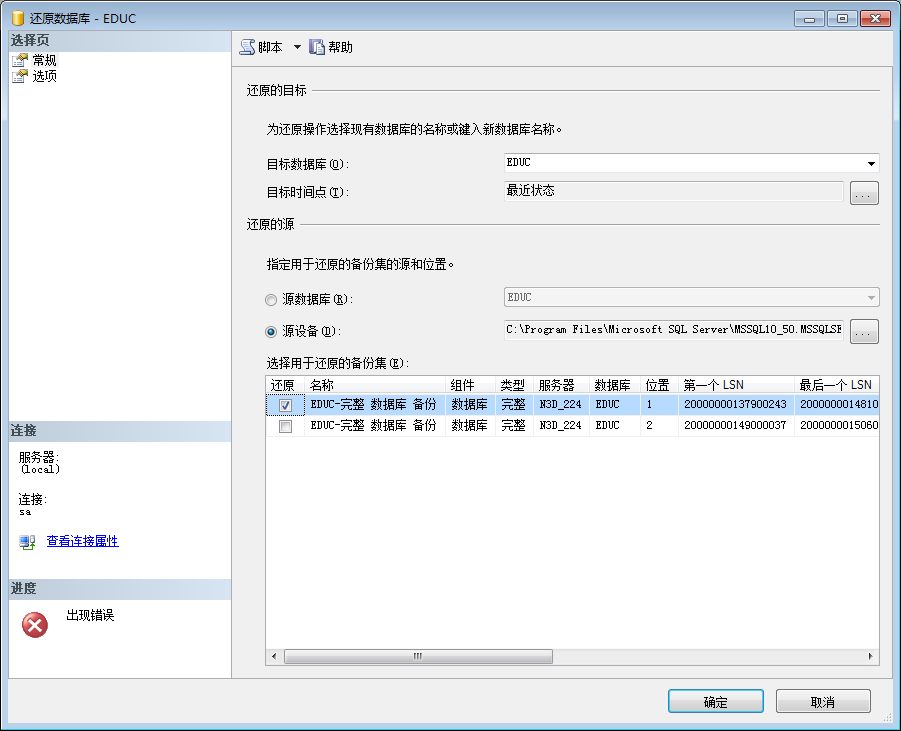 还原数据库 - EDUC
选择页
常规
选项
脚本 帮助
还原的目标
为还原操作选择现有数据库的名称或键入新数据库名称。
目标数据库(O): EDUC
目标时间点(T): 最近状态 ...
还原的源
指定用于还原的备份集的源和位置。
源数据库(R): EDUC
源设备(D): C:\Program Files\Microsoft SQL Server\MSSQL10_50.MSSQLSE ...
选择用于还原的备份集(E):
还原 名称 组件 类型 服务器 数据库 位置 第一个 LSN 最后一个 LSN
EDUC-完整 数据库 备份 数据库 完整 N3D_224 EDUC 1 20000000137900243 2000000014810
EDUC-完整 数据库 备份 数据库 完整 N3D_224 EDUC 2 20000000149000037 2000000015060
连接
服务器:
(local)
连接:
sa
查看连接属性
进度
出现错误
确定 取消